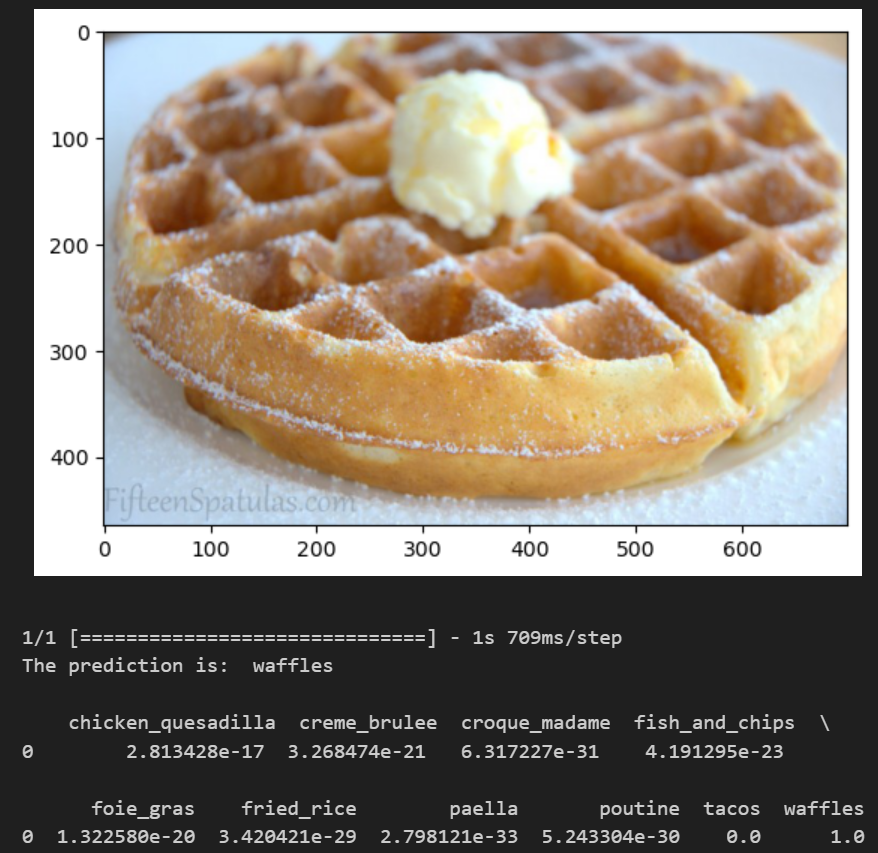 0
100
200
300
400
FifteenSpatulas.com
0 100 200 300 400 500 600
1/1 [==============================] - 1s 709ms/step
The prediction is:  waffles
chicken_quesadilla  creme_brulee  croque_madame  fish_and_chips  \
0        2.813428e-17  3.268474e-21   6.317227e-31    4.191295e-23
foie_gras    fried_rice        paella       poutine  tacos  waffles
0  1.322580e-20  3.420421e-29  2.798121e-33  5.243304e-30    0.0      1.0